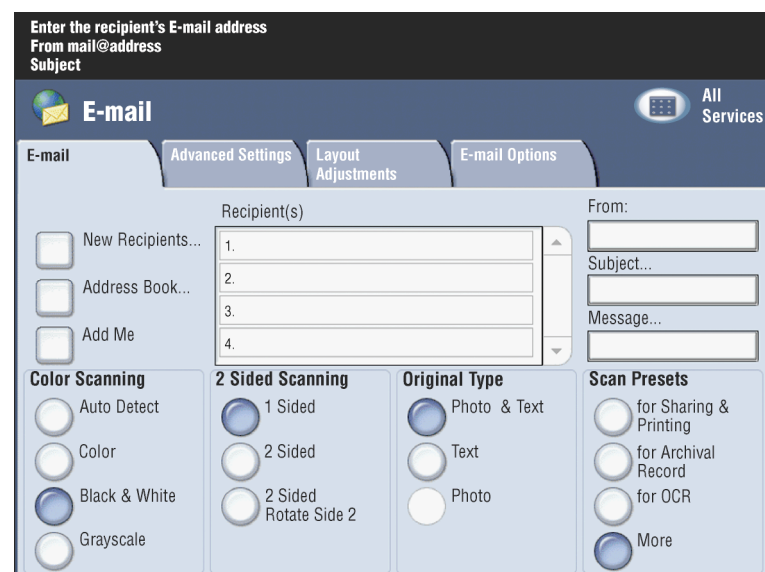 Enter the recipient's E-mail address
From mail@address
Subject
E-mail
All
Services
E-mail
Advanced Settings
Layout
Adjustments
E-mail Options
New Recipients...
Address Book...
Add Me
Recipient(s)
1.
2.
3.
4.
From:
Subject...
Message...
Color Scanning
Auto Detect
Color
Black & White
Grayscale
2 Sided Scanning
1 Sided
2 Sided
2 Sided
Rotate Side 2
Original Type
Photo & Text
Text
Photo
Scan Presets
for Sharing &
Printing
for Archival
Record
for OCR
More